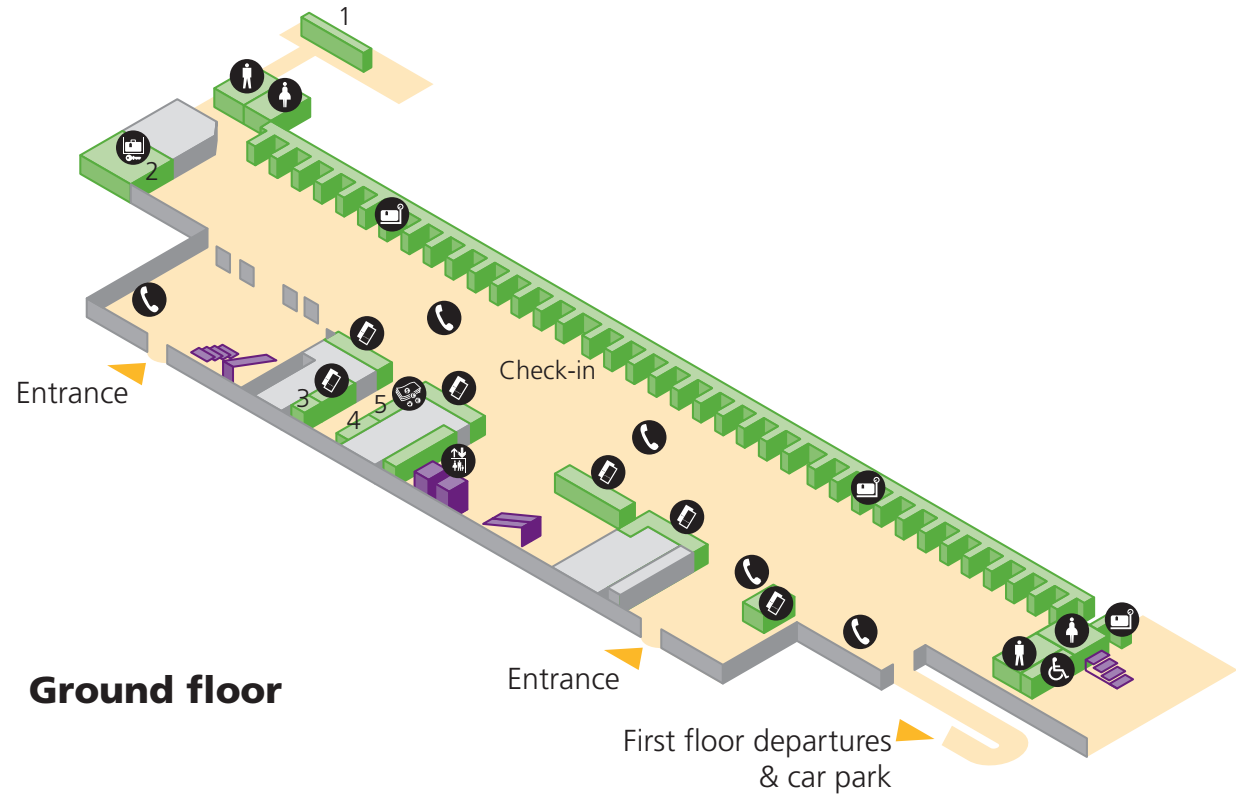 1
2
Entrance
3
4
5
Check-in
Entrance
Ground floor
First floor departures
& car park